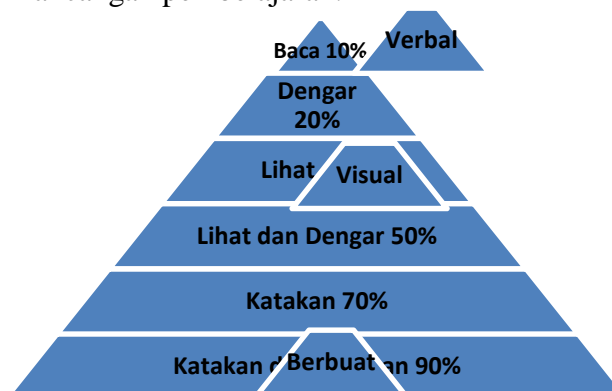 Verbal
Baca 10%
Dengar
20%
Lihat
Visual
Lihat dan Dengar 50%
Katakan 70%
Katakan 90%
Berbuat